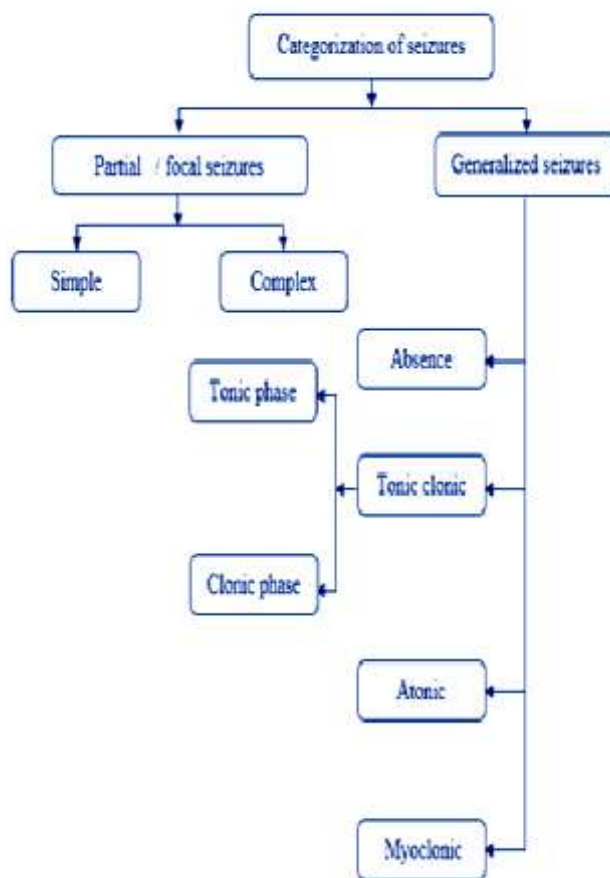 Categorization of seizures
Partial / focal seizures
Generalized seizures
Simple
Complex
Absence
Tonic phase
Tonic clonic
Clonic phase
Atonic
Myoclonic